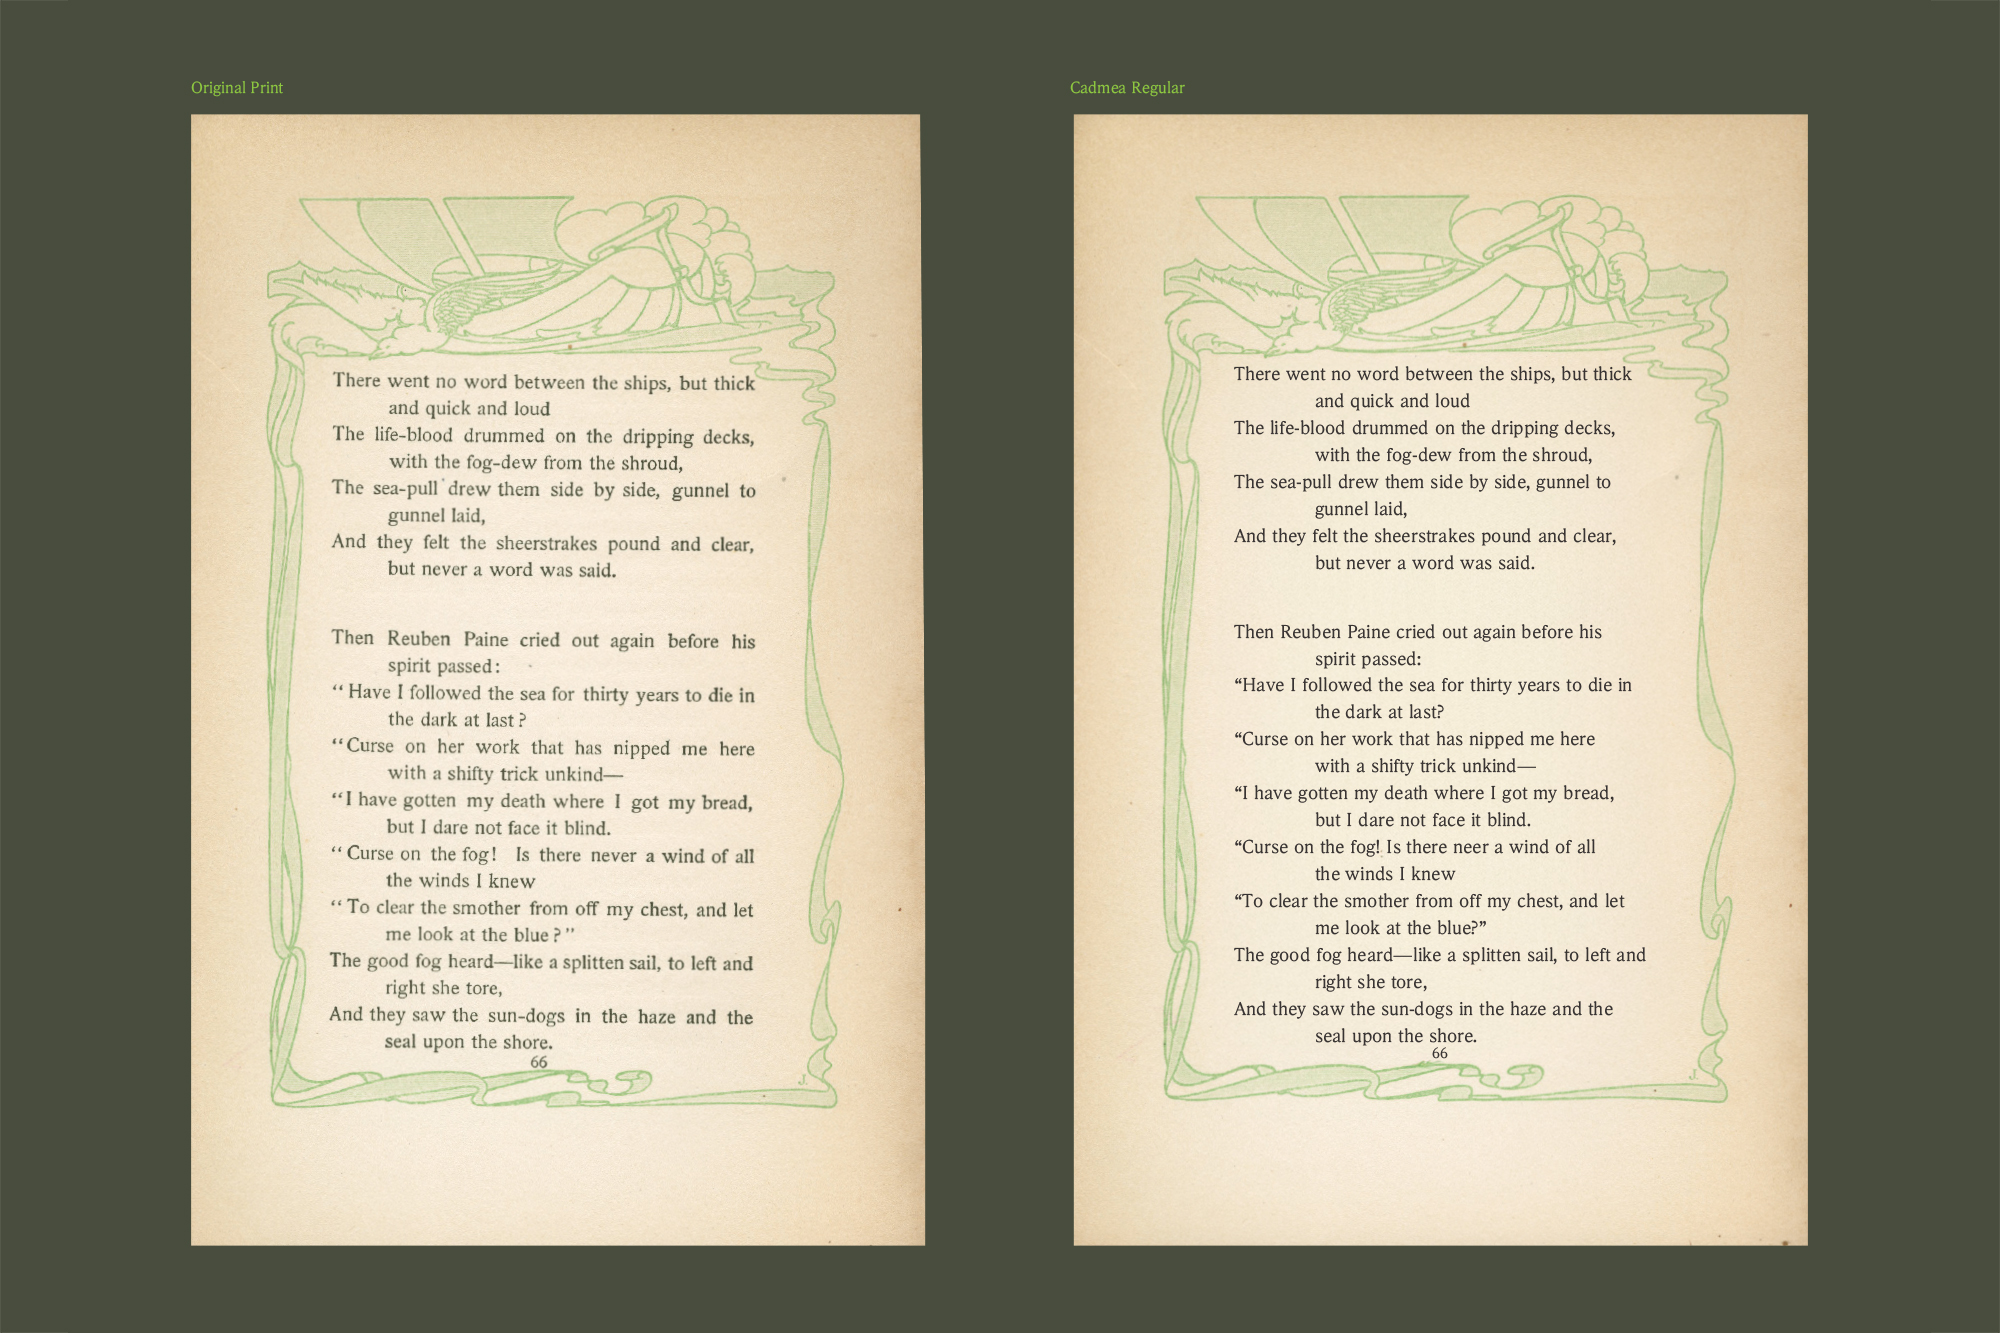 Original Print
There went no word between the ships, but thick
and quick and loud
The life-blood drummed on the dripping decks,
with the fog-dew from the shroud,
The sea-pull drew them side by side, gunnel to
gunnel laid,
And they felt the sheerstrakes pound and clear,
but never a word was said.
Then Reuben Paine cried out again before his
spirit passed:
“Have I followed the sea for thirty years to die in
the dark at last?
“Curse on her work that has nipped me here
with a shifty trick unkind—
“I have gotten my death where I got my bread,
but I dare not face it blind.
“Curse on the fog! Is there never a wind of all
the winds I knew
“To clear the smother from off my chest, and let
me look at the blue?”
The good fog heard—like a splitten sail, to left and
right she tore,
And they saw the sun-dogs in the haze and the
seal upon the shore.
66
J.
Cadmea Regular
There went no word between the ships, but thick
and quick and loud
The life-blood drummed on the dripping decks,
with the fog-dew from the shroud,
The sea-pull drew them side by side, gunnel to
gunnel laid,
And they felt the sheerstrakes pound and clear,
but never a word was said.
Then Reuben Paine cried out again before his
spirit passed:
“Have I followed the sea for thirty years to die in
the dark at last?
“Curse on her work that has nipped me here
with a shifty trick unkind—
“I have gotten my death where I got my bread,
but I dare not face it blind.
“Curse on the fog! Is there neer a wind of all
the winds I knew
“To clear the smother from off my chest, and let
me look at the blue?”
The good fog heard—like a splitten sail, to left and
right she tore,
And they saw the sun-dogs in the haze and the
seal upon the shore.
66
J.